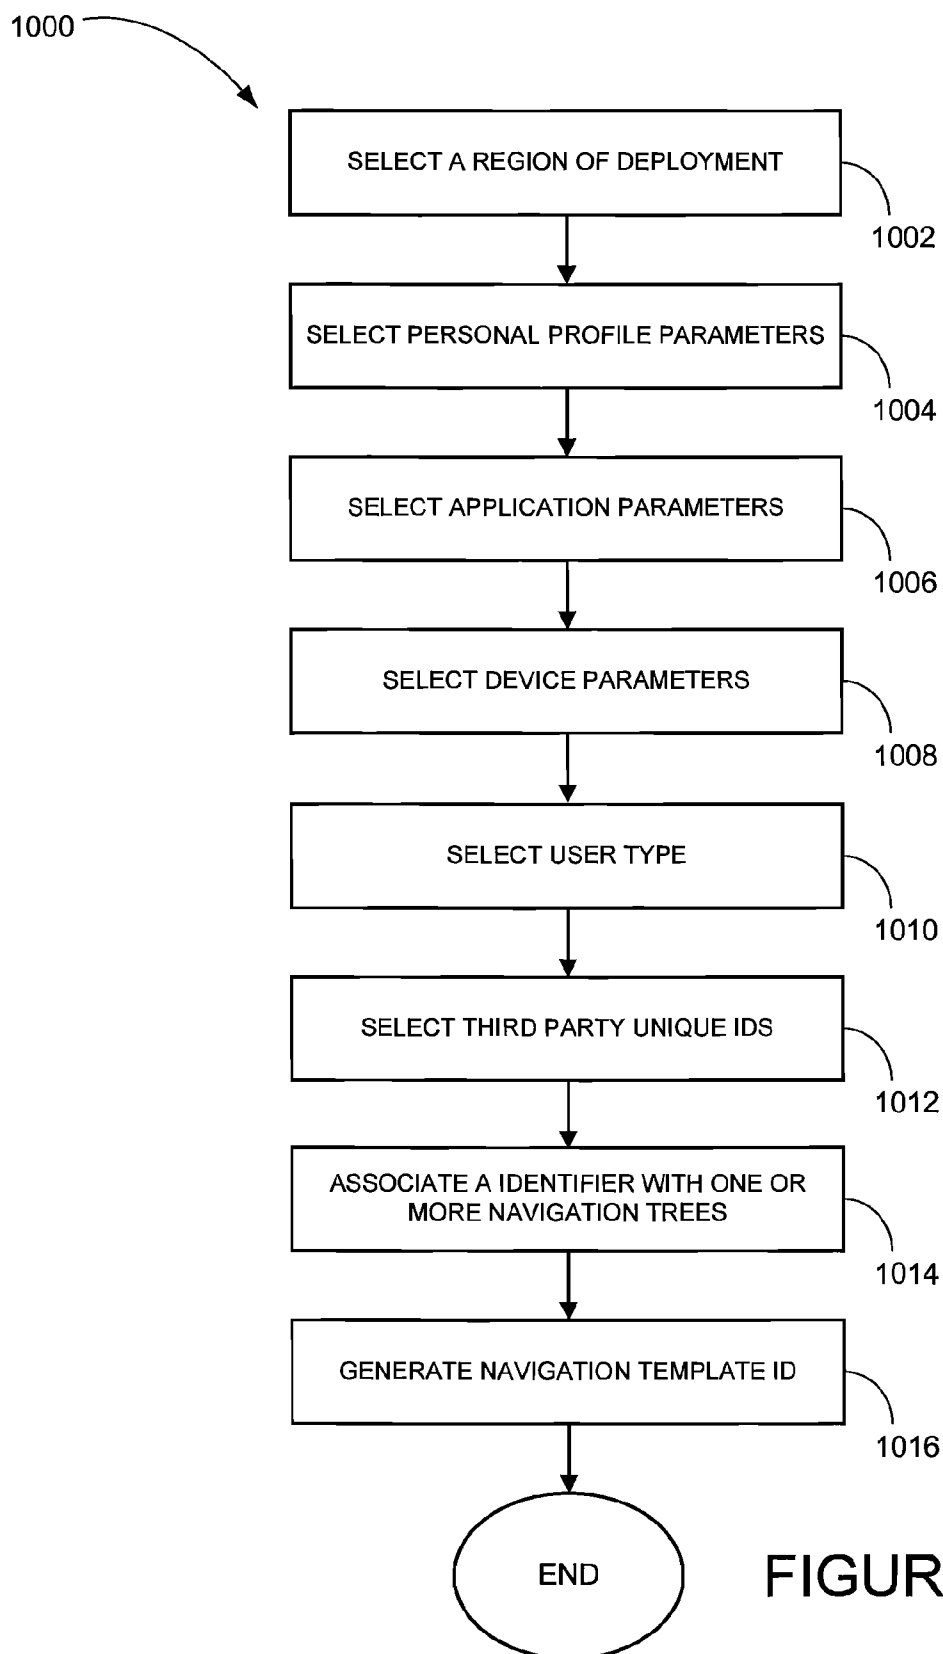 1000
SELECT A REGION OF DEPLOYMENT
1002
SELECT PERSONAL PROFILE PARAMETERS
1004
SELECT APPLICATION PARAMETERS
1006
SELECT DEVICE PARAMETERS
1008
SELECT USER TYPE
1010
SELECT THIRD PARTY UNIQUE IDS
1012
ASSOCIATE A IDENTIFIER WITH ONE OR
MORE NAVIGATION TREES
1014
GENERATE NAVIGATION TEMPLATE ID
1016
END
FIGUR